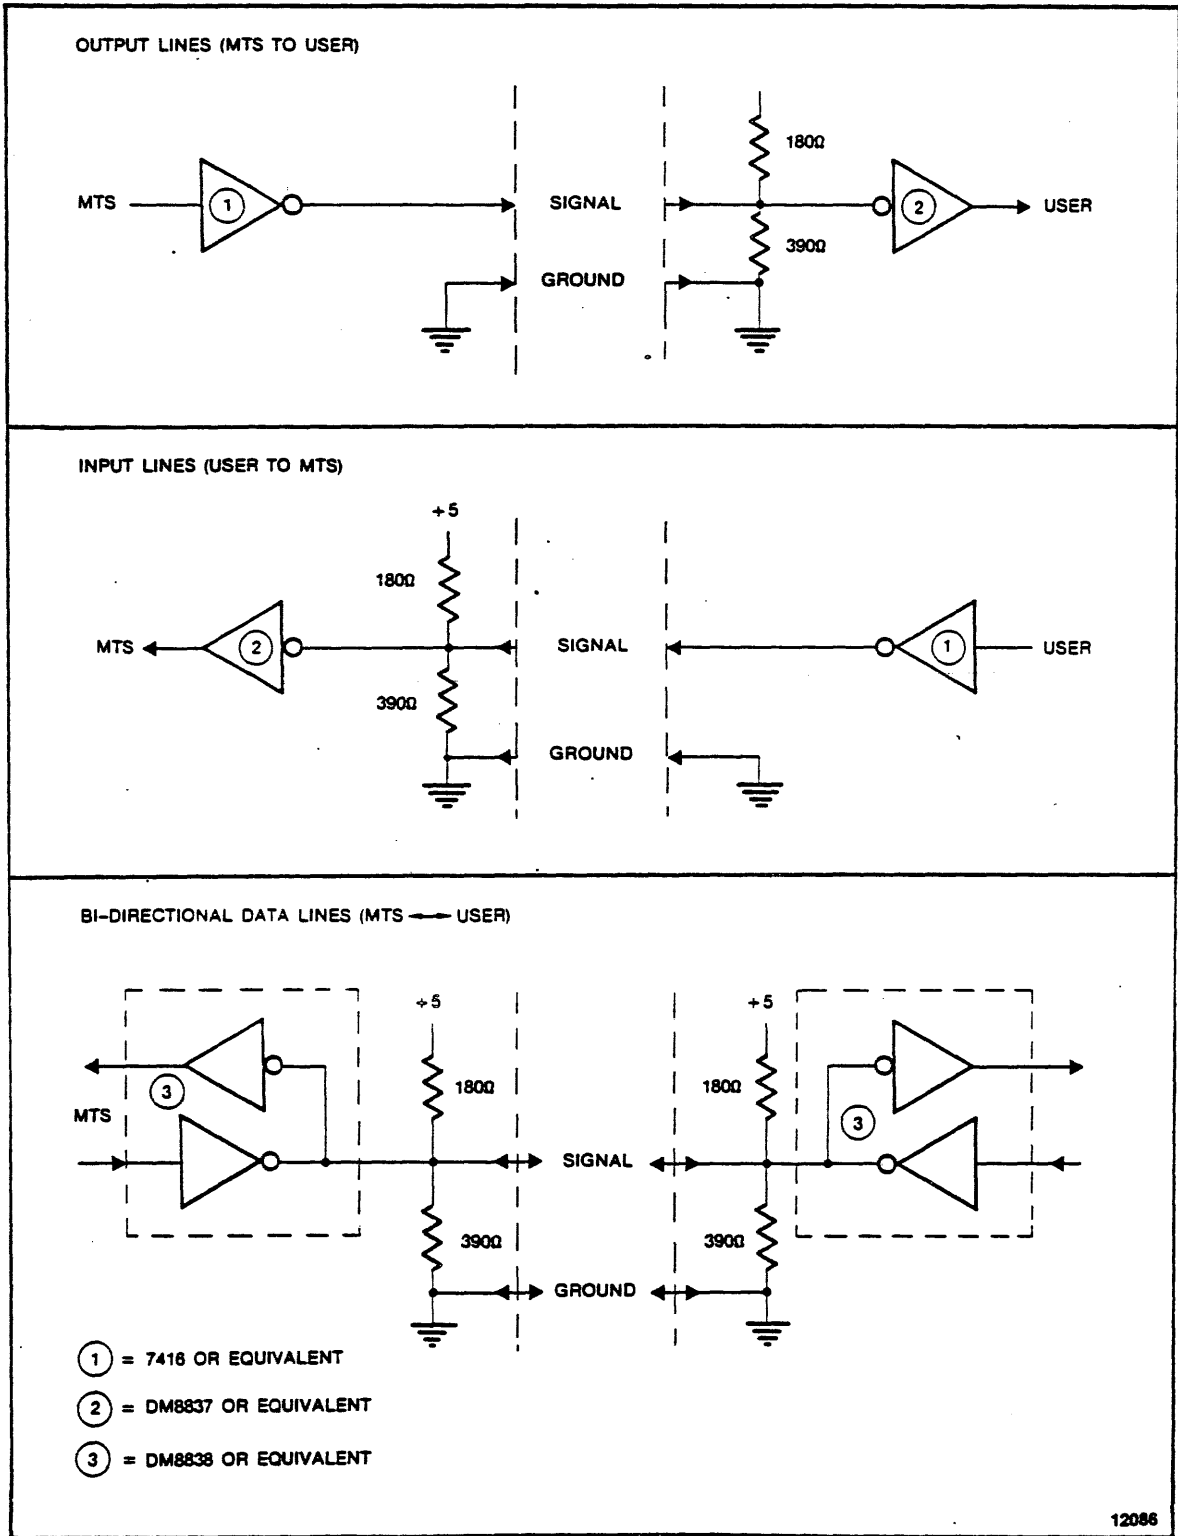 OUTPUT LINES (MTS TO USER)
180Ω
MTS
1
SIGNAL
2
USER
390Ω
GROUND
INPUT LINES (USER TO MTS)
+5
180Ω
MTS
2
SIGNAL
1
USER
390Ω
GROUND
BI-DIRECTIONAL DATA LINES (MTS ↔ USER)
+5
+5
180Ω
180Ω
3
MTS
3
SIGNAL
390Ω
390Ω
GROUND
1 = 7416 OR EQUIVALENT
2 = DM8837 OR EQUIVALENT
3 = DM8838 OR EQUIVALENT
12086